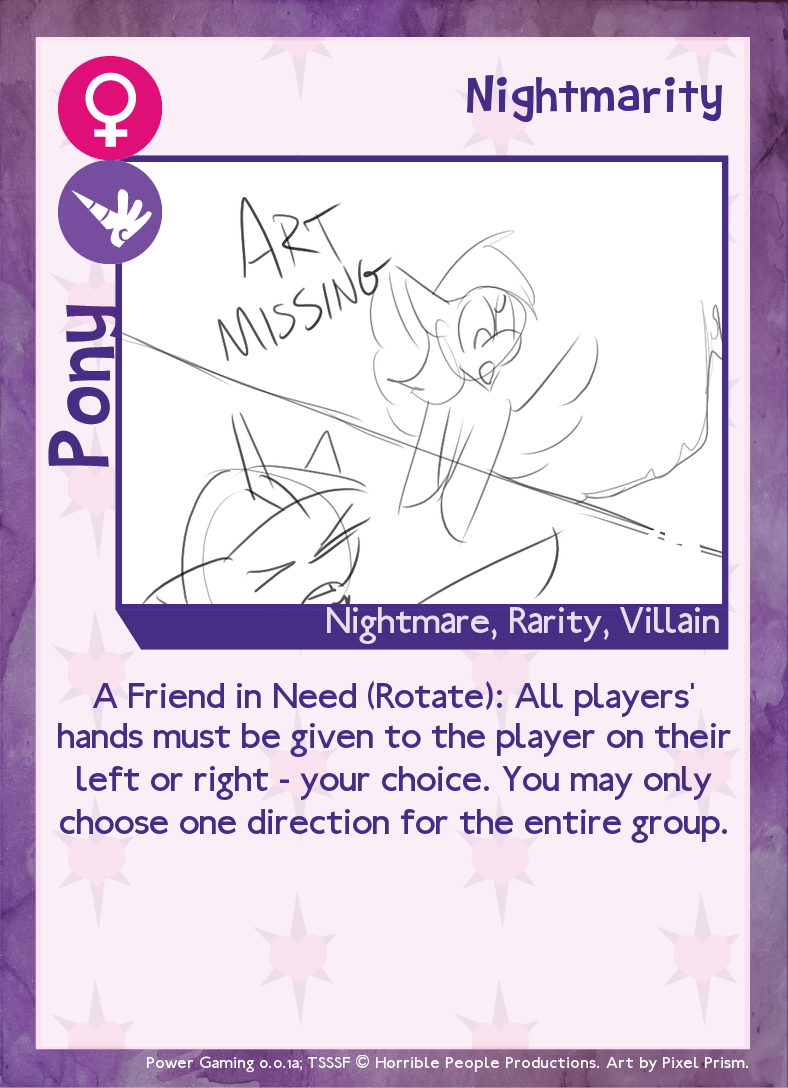 Nightmarity
ART
MISSING
Pony
Nightmare, Rarity, Villain
A Friend in Need (Rotate): All players'
hands must be given to the player on their
left or right - your choice. You may only
choose one direction for the entire group.
Power Gaming 0.0.1a; TSSSF © Horrible People Productions. Art by Pixel Prism.